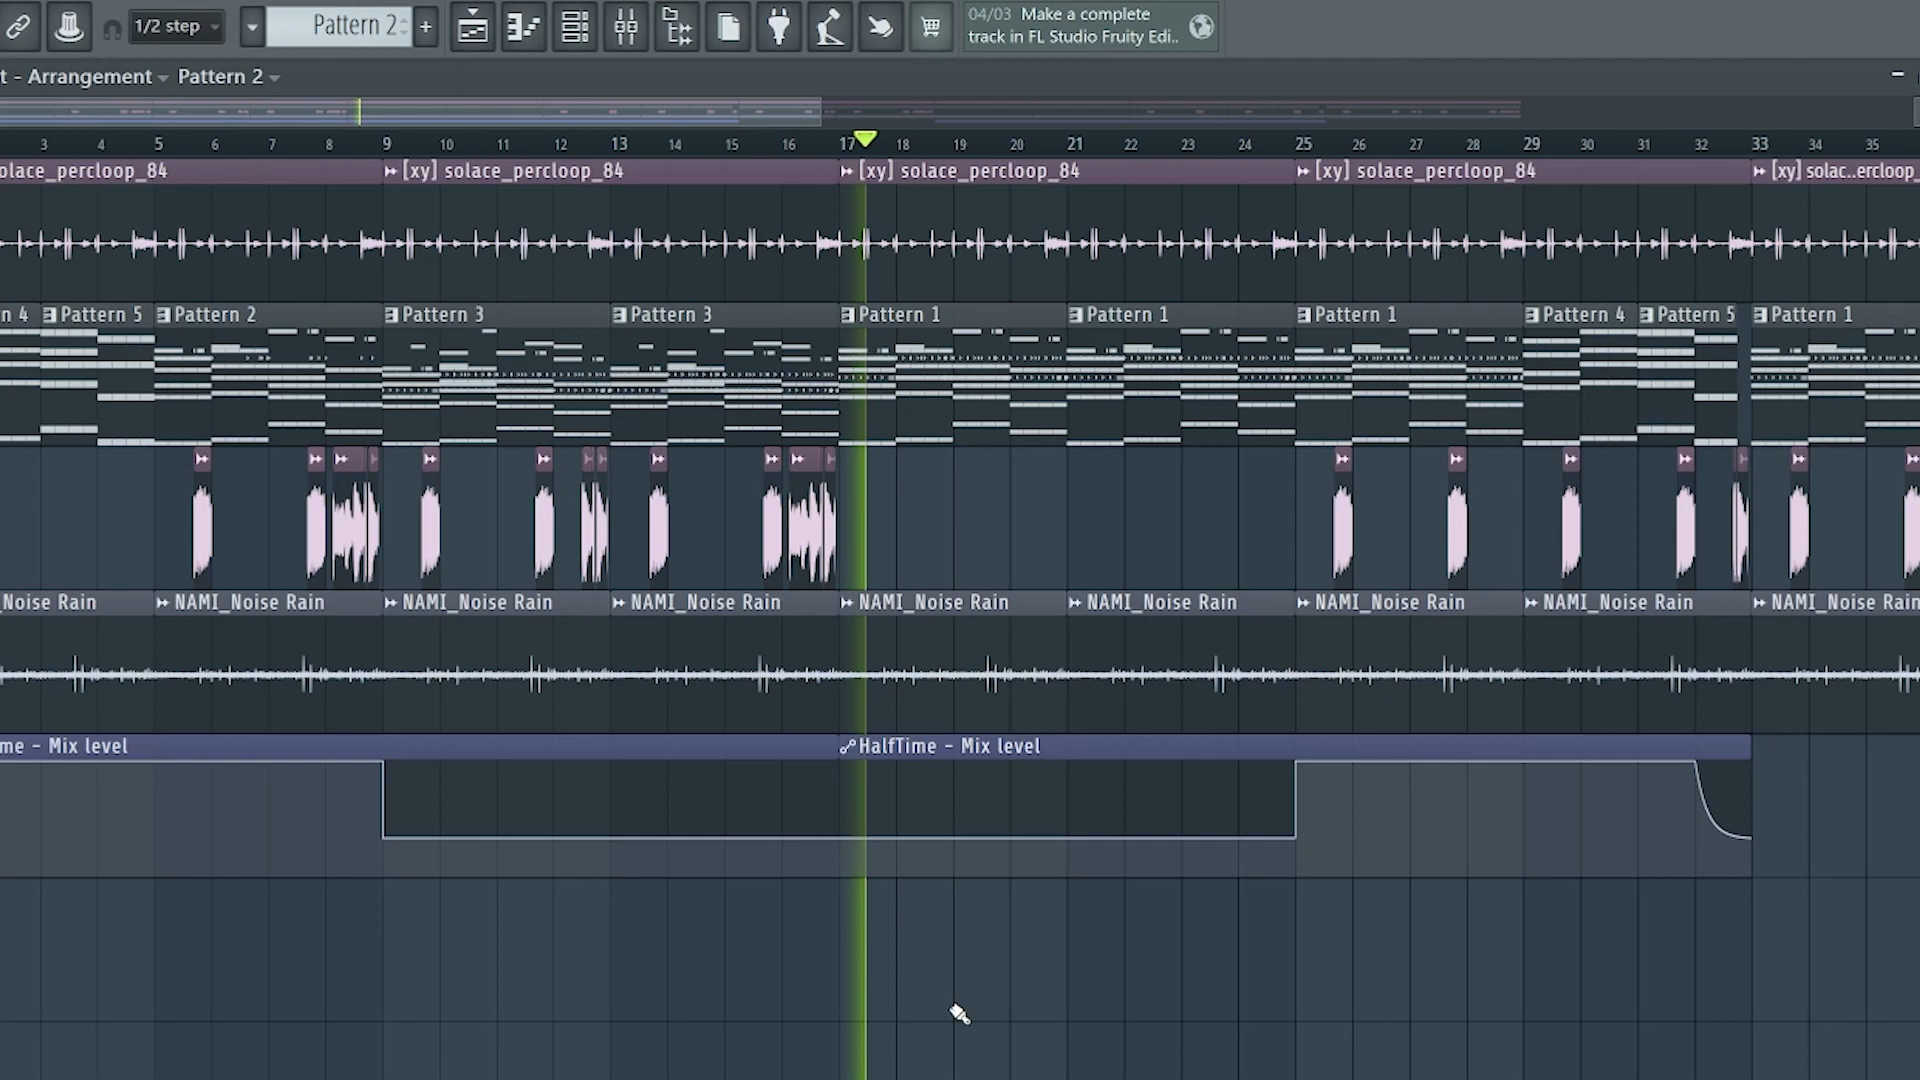 1/2 step
Pattern 2
+
04/03 Make a complete
track in FL Studio Fruity Edi..
t - Arrangement
Pattern 2
3 4 5 6 7 8 9 10 11 12 13 14 15 16 17 18 19 20 21 22 23 24 25 26 27 28 29 30 31 32 33 34 35
olace_percloop_84
[xy] solace_percloop_84
[xy] solace_percloop_84
[xy] solace_percloop_84
[xy] solac..ercloop_
n 4
Pattern 5
Pattern 2
Pattern 3
Pattern 3
Pattern 1
Pattern 1
Pattern 1
Pattern 4
Pattern 5
Pattern 1
Noise Rain
NAMI_Noise Rain
NAMI_Noise Rain
NAMI_Noise Rain
NAMI_Noise Rain
NAMI_Noise Rain
NAMI_Noise Rain
NAMI_Noise Rain
NAMI_Noise Rain
me - Mix level
HalfTime - Mix level